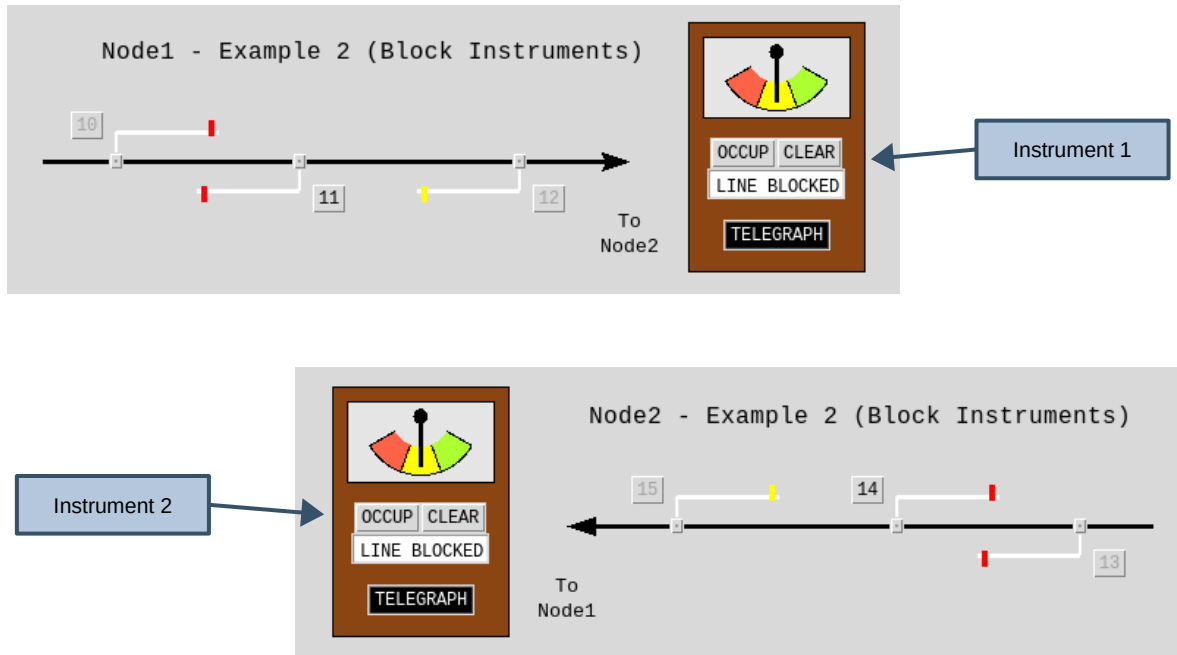 Node1 - Example 2 (Block Instruments)
10
11
12
To
Node2
OCCUP CLEAR
LINE BLOCKED
TELEGRAPH
Instrument 1
Instrument 2
OCCUP CLEAR
LINE BLOCKED
TELEGRAPH
Node2 - Example 2 (Block Instruments)
15
14
13
To
Node1